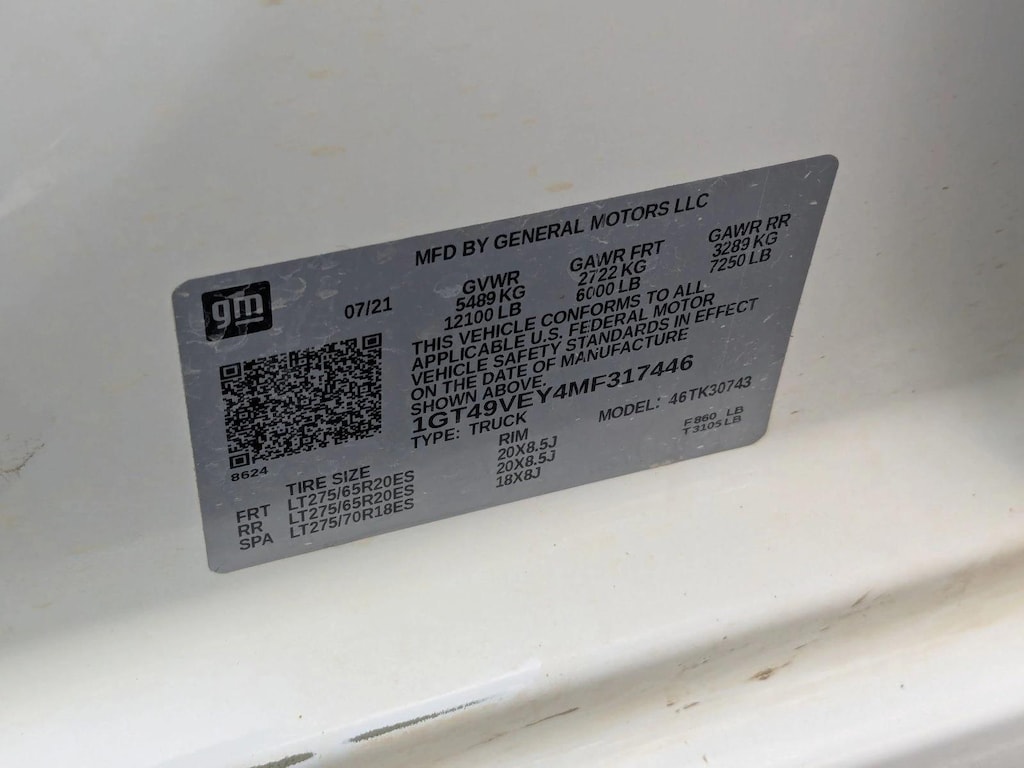 MFD BY GENERAL MOTORS LLC
gm
07/21
GVWR GAWR FRT GAWR RR
5489 KG 2722 KG 3289 KG
12100 LB 6000 LB 7250 LB
THIS VEHICLE CONFORMS TO ALL
APPLICABLE U.S. FEDERAL MOTOR
VEHICLE SAFETY STANDARDS IN EFFECT
ON THE DATE OF MANUFACTURE
SHOWN ABOVE.
1GT49VEY4MF317446
TYPE: TRUCK MODEL: 46TK30743
F860 LB
T3105LB
8624
TIRE SIZE RIM
FRT LT275/65R20ES 20X8.5J
RR LT275/65R20ES 20X8.5J
SPA LT275/70R18ES 18X8J